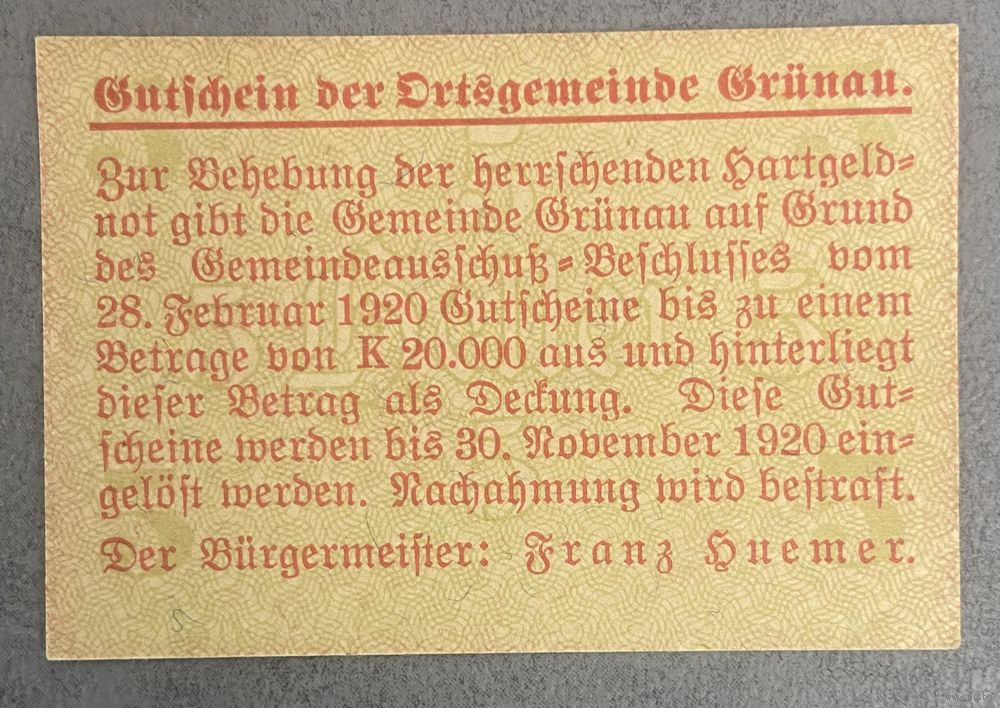 Gutschein der Ortsgemeinde Grünau.
Zur Behebung der herrschenden Hartgeld-
not gibt die Gemeinde Grünau auf Grund
des Gemeindeausschuß-Beschlusses vom
28. Februar 1920 Gutscheine bis zu einem
Betrage von K 20.000 aus und hinterliegt
dieser Betrag als Deckung. Diese Gut-
scheine werden bis 30. November 1920 ein-
gelöst werden. Nachahmung wird bestraft.
Der Bürgermeister: Franz Huemer.